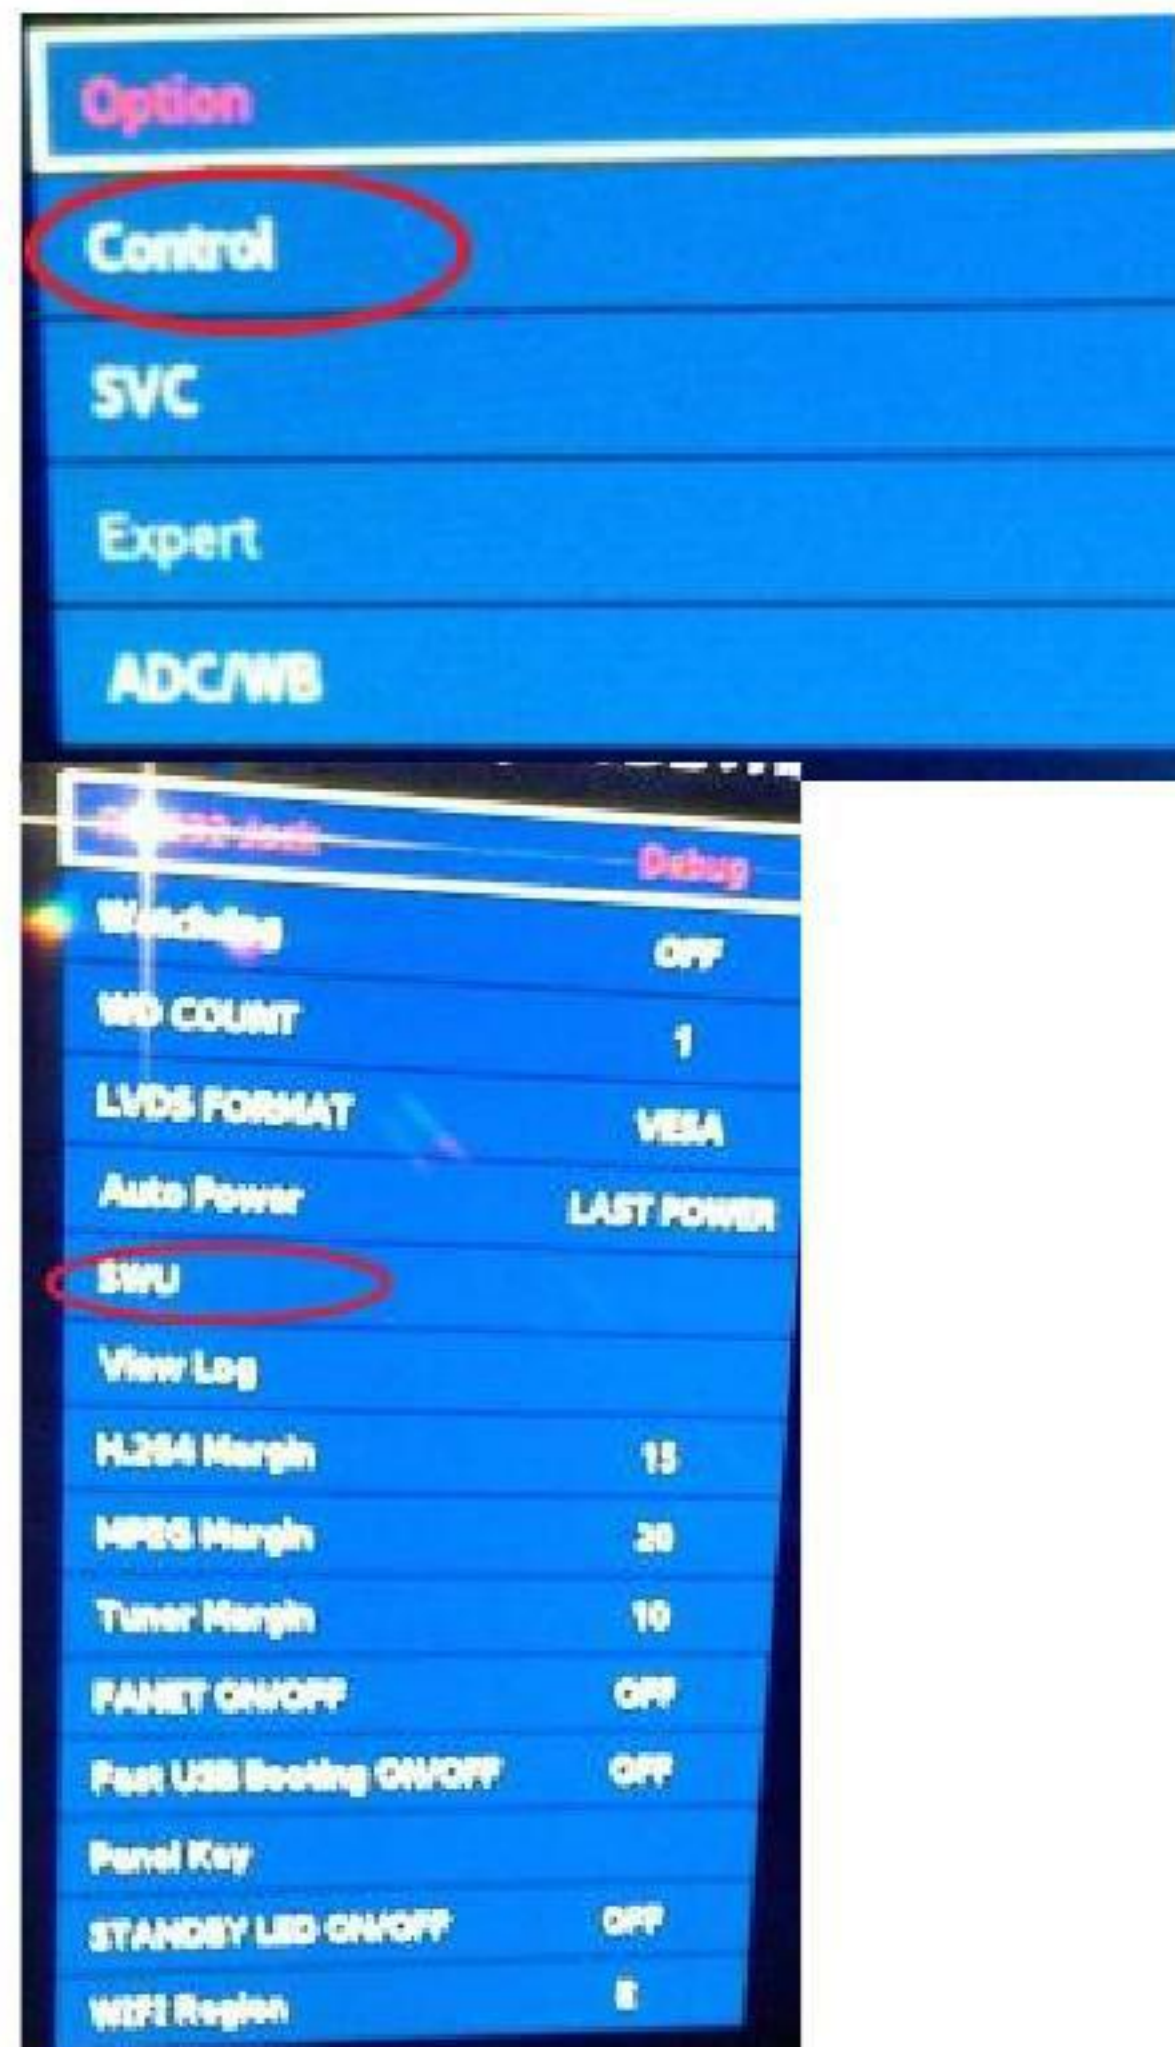 Option
Control
SVC
Expert
ADC/WB
Debug
Watchdog OFF
WD COUNT 1
LVDS FORMAT VESA
Auto Power LAST POWER
SWU
View Log
H.264 Margin 15
MPEG Margin 20
Tuner Margin 10
FANET ON/OFF OFF
Fast USB Booting ON/OFF OFF
Panel Key
STANDBY LED ON/OFF OFF
WIFI Region